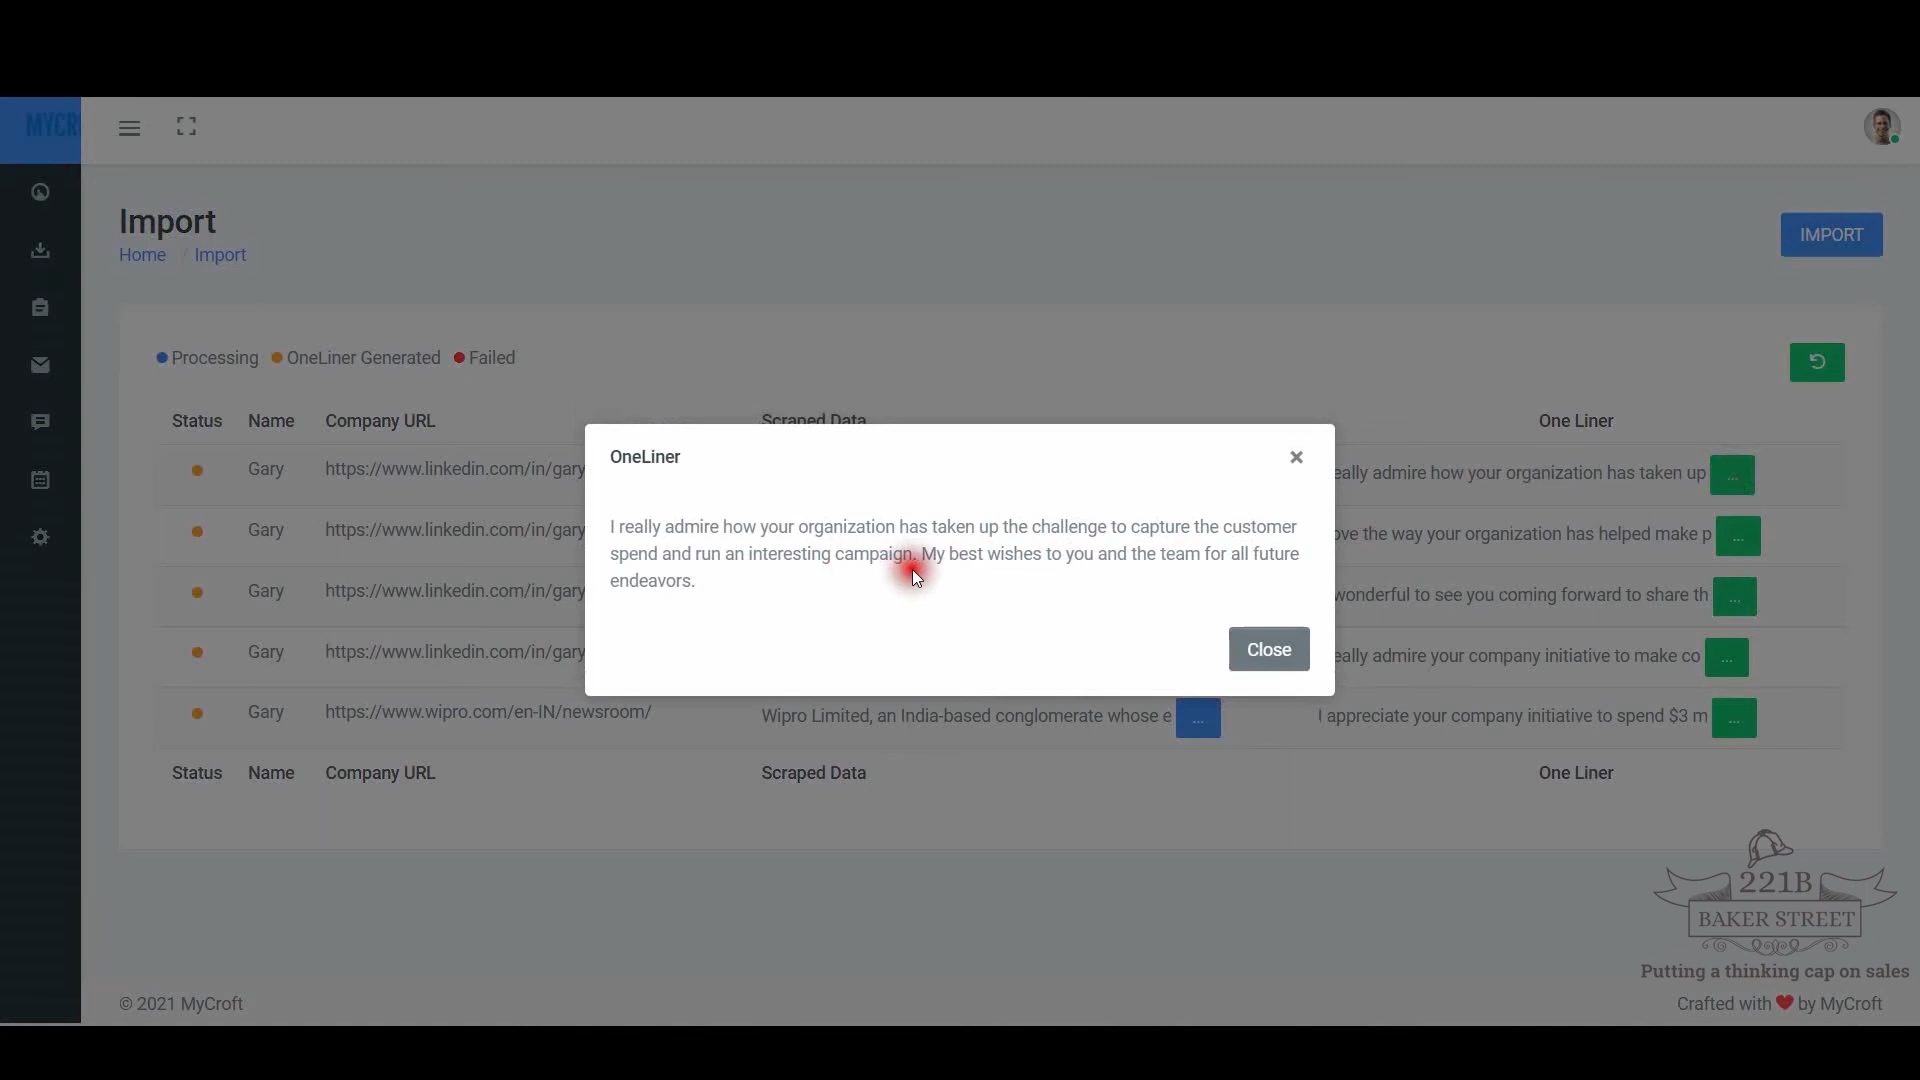 MYCR
Import
Home / Import
IMPORT
Processing OneLiner Generated Failed
Status Name Company URL Scraped Data One Liner
OneLiner ×
I really admire how your organization has taken up the challenge to capture the customer
spend and run an interesting campaign. My best wishes to you and the team for all future
endeavors.
Close
Gary https://www.linkedin.com/in/gary eally admire how your organization has taken up ...
Gary https://www.linkedin.com/in/gary ove the way your organization has helped make p ...
Gary https://www.linkedin.com/in/gary wonderful to see you coming forward to share th ...
Gary https://www.linkedin.com/in/gary eally admire your company initiative to make co ...
Gary https://www.wipro.com/en-IN/newsroom/ Wipro Limited, an India-based conglomerate whose e ... I appreciate your company initiative to spend $3 m ...
Status Name Company URL Scraped Data One Liner
221B
BAKER STREET
Putting a thinking cap on sales
© 2021 MyCroft
Crafted with ❤ by MyCroft